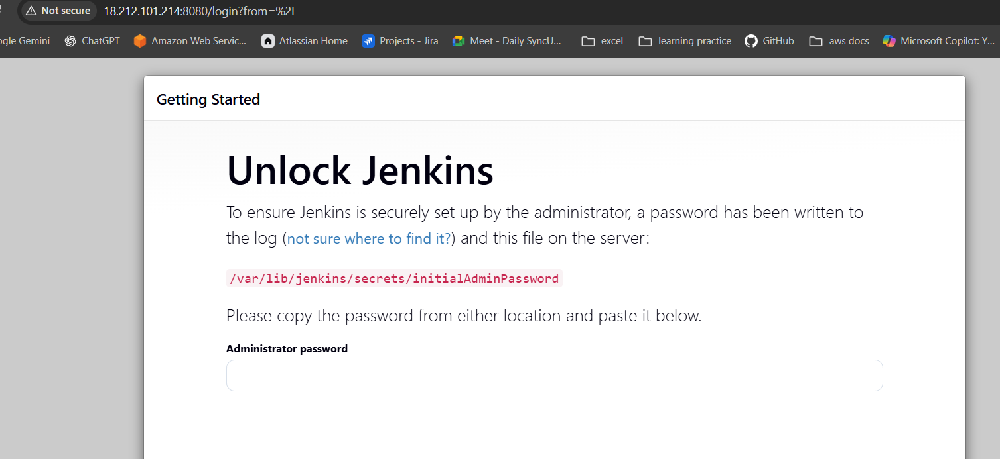 Not secure 18.212.101.214:8080/login?from=%2F
ogle Gemini ChatGPT Amazon Web Servic... Atlassian Home Projects - Jira Meet - Daily SyncU... excel learning practice GitHub aws docs Microsoft Copilot: Y...
Getting Started
Unlock Jenkins
To ensure Jenkins is securely set up by the administrator, a password has been written to
the log (not sure where to find it?) and this file on the server:
/var/lib/jenkins/secrets/initialAdminPassword
Please copy the password from either location and paste it below.
Administrator password